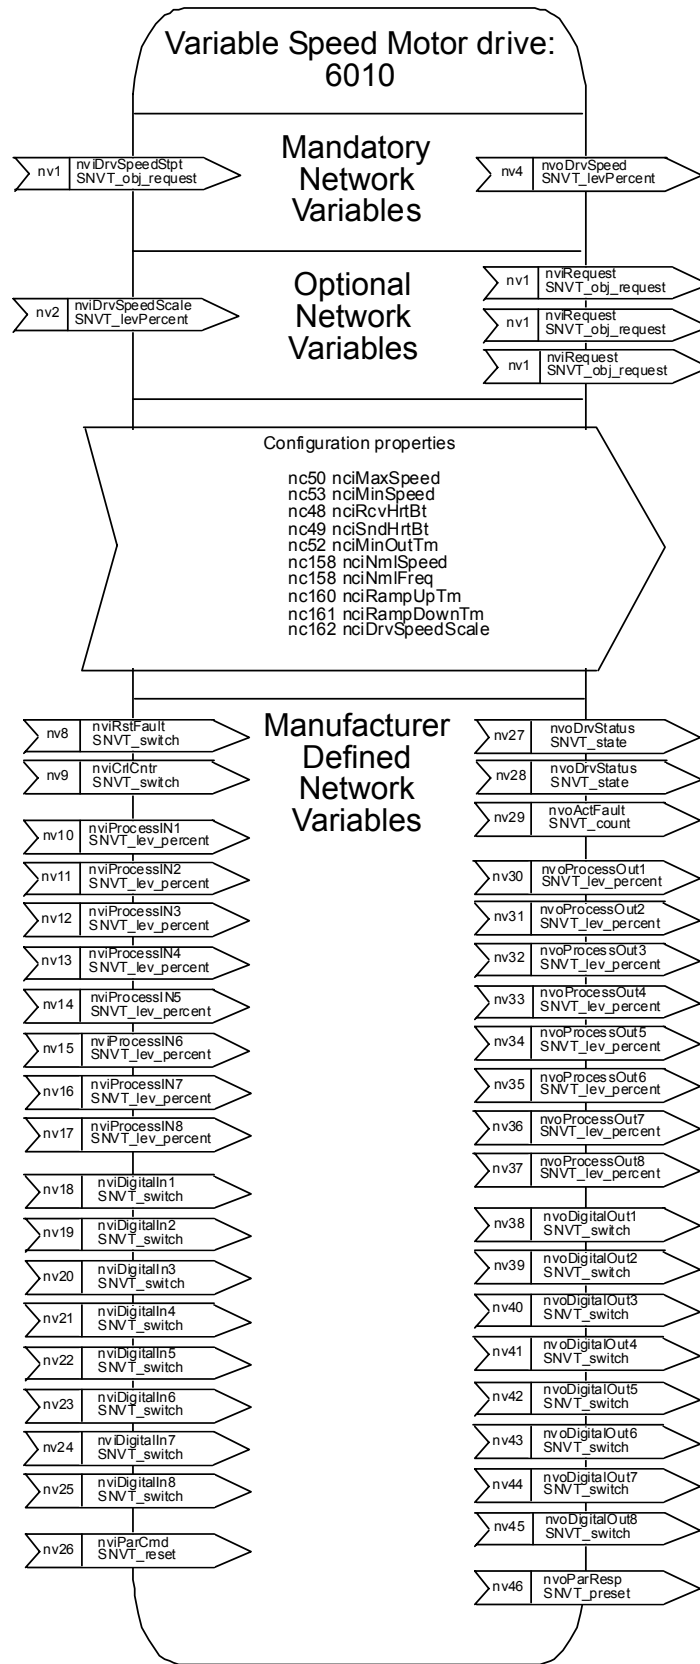 Variable Speed Motor drive:
6010
Mandatory
Network
Variables
nv1
nviDrvSpeedStpt
SNVT_obj_request
nv4
nvoDrvSpeed
SNVT_levPercent
Optional
Network
Variables
nv2
nviDrvSpeedScale
SNVT_levPercent
nv1
nviRequest
SNVT_obj_request
nv1
nviRequest
SNVT_obj_request
nv1
nviRequest
SNVT_obj_request
Configuration properties
nc50 nciMaxSpeed
nc53 nciMinSpeed
nc48 nciRcvHrtBt
nc49 nciSndHrtBt
nc52 nciMinOutTm
nc158 nciNmlSpeed
nc158 nciNmlFreq
nc160 nciRampUpTm
nc161 nciRampDownTm
nc162 nciDrvSpeedScale
Manufacturer
Defined
Network
Variables
nv8
nviRstFault
SNVT_switch
nv9
nviCrlCntr
SNVT_switch
nv10
nviProcessIN1
SNVT_lev_percent
nv11
nviProcessIN2
SNVT_lev_percent
nv12
nviProcessIN3
SNVT_lev_percent
nv13
nviProcessIN4
SNVT_lev_percent
nv14
nviProcessIN5
SNVT_lev_percent
nv15
nviProcessIN6
SNVT_lev_percent
nv16
nviProcessIN7
SNVT_lev_percent
nv17
nviProcessIN8
SNVT_lev_percent
nv18
nviDigitalIn1
SNVT_switch
nv19
nviDigitalIn2
SNVT_switch
nv20
nviDigitalIn3
SNVT_switch
nv21
nviDigitalIn4
SNVT_switch
nv22
nviDigitalIn5
SNVT_switch
nv23
nviDigitalIn6
SNVT_switch
nv24
nviDigitalIn7
SNVT_switch
nv25
nviDigitalIn8
SNVT_switch
nv26
nviParCmd
SNVT_reset
nv27
nvoDrvStatus
SNVT_state
nv28
nvoDrvStatus
SNVT_state
nv29
nvoActFault
SNVT_count
nv30
nvoProcessOut1
SNVT_lev_percent
nv31
nvoProcessOut2
SNVT_lev_percent
nv32
nvoProcessOut3
SNVT_lev_percent
nv33
nvoProcessOut4
SNVT_lev_percent
nv34
nvoProcessOut5
SNVT_lev_percent
nv35
nvoProcessOut6
SNVT_lev_percent
nv36
nvoProcessOut7
SNVT_lev_percent
nv37
nvoProcessOut8
SNVT_lev_percent
nv38
nvoDigitalOut1
SNVT_switch
nv39
nvoDigitalOut2
SNVT_switch
nv40
nvoDigitalOut3
SNVT_switch
nv41
nvoDigitalOut4
SNVT_switch
nv42
nvoDigitalOut5
SNVT_switch
nv43
nvoDigitalOut6
SNVT_switch
nv44
nvoDigitalOut7
SNVT_switch
nv45
nvoDigitalOut8
SNVT_switch
nv46
nvoParResp
SNVT_preset